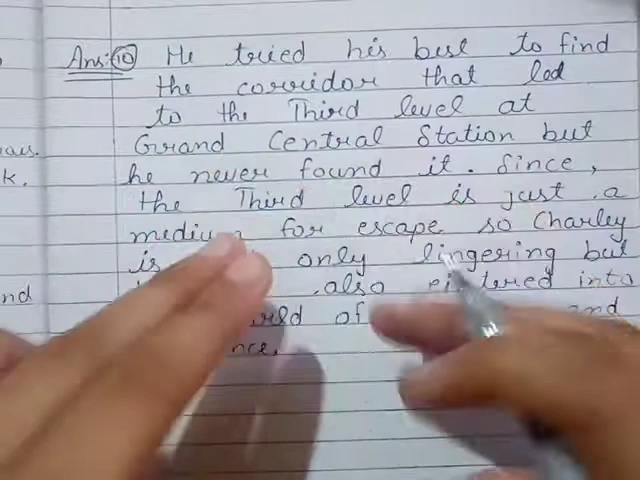 Ans:10 He tried his best to find
the corridor that led
to the Third level at
Grand Central Station but
he never found it. Since,
the Third level is just a
medium for escape so Charley
is only lingering but
also entered into
of and
k.
nd